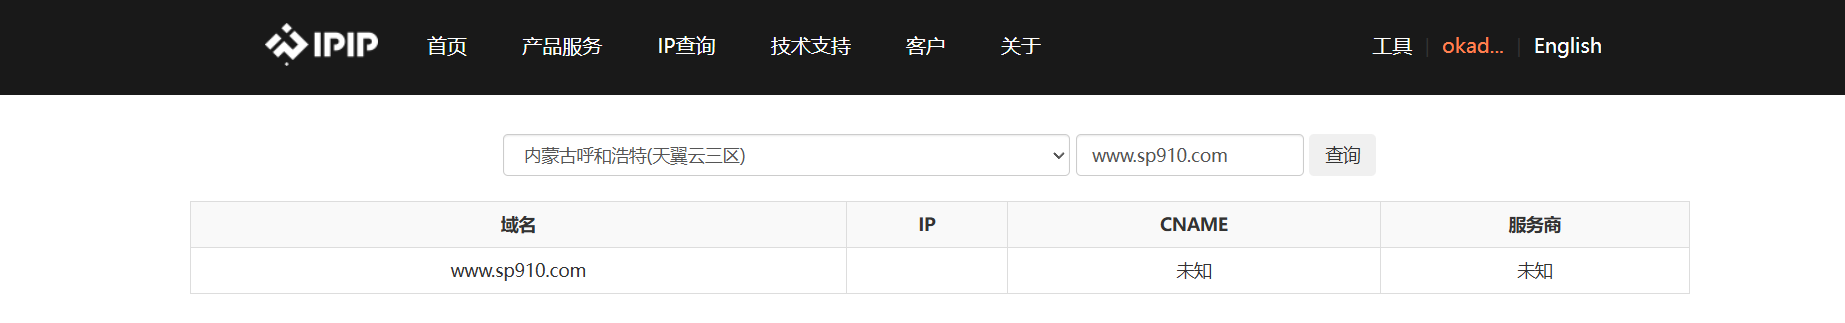 IPIP 首页 产品服务 IP查询 技术支持 客户 关于 工具 okad... English
内蒙古呼和浩特(天翼云三区) www.sp910.com 查询
域名 IP CNAME 服务商
www.sp910.com 未知 未知